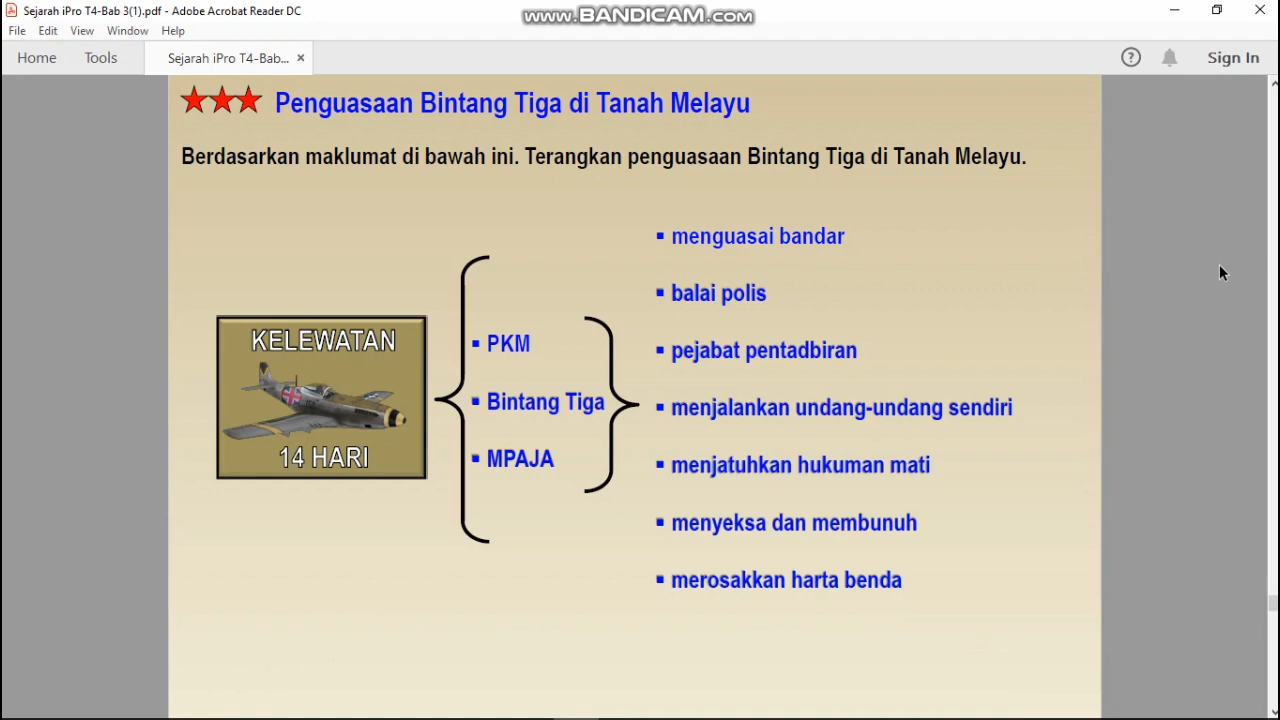 Sejarah iPro T4-Bab 3(1).pdf - Adobe Acrobat Reader DC
www.BANDICAM.com
File Edit View Window Help
Home Tools Sejarah iPro T4-Bab... × ? Sign In
Penguasaan Bintang Tiga di Tanah Melayu
Berdasarkan maklumat di bawah ini. Terangkan penguasaan Bintang Tiga di Tanah Melayu.
KELEWATAN
14 HARI
▪ PKM
▪ Bintang Tiga
▪ MPAJA
▪ menguasai bandar
▪ balai polis
▪ pejabat pentadbiran
▪ menjalankan undang-undang sendiri
▪ menjatuhkan hukuman mati
▪ menyeksa dan membunuh
▪ merosakkan harta benda